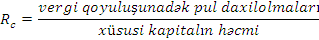 R_c = vergi qoyuluşunadək pul daxilolmaları / xüsusi kapitalın həcmi